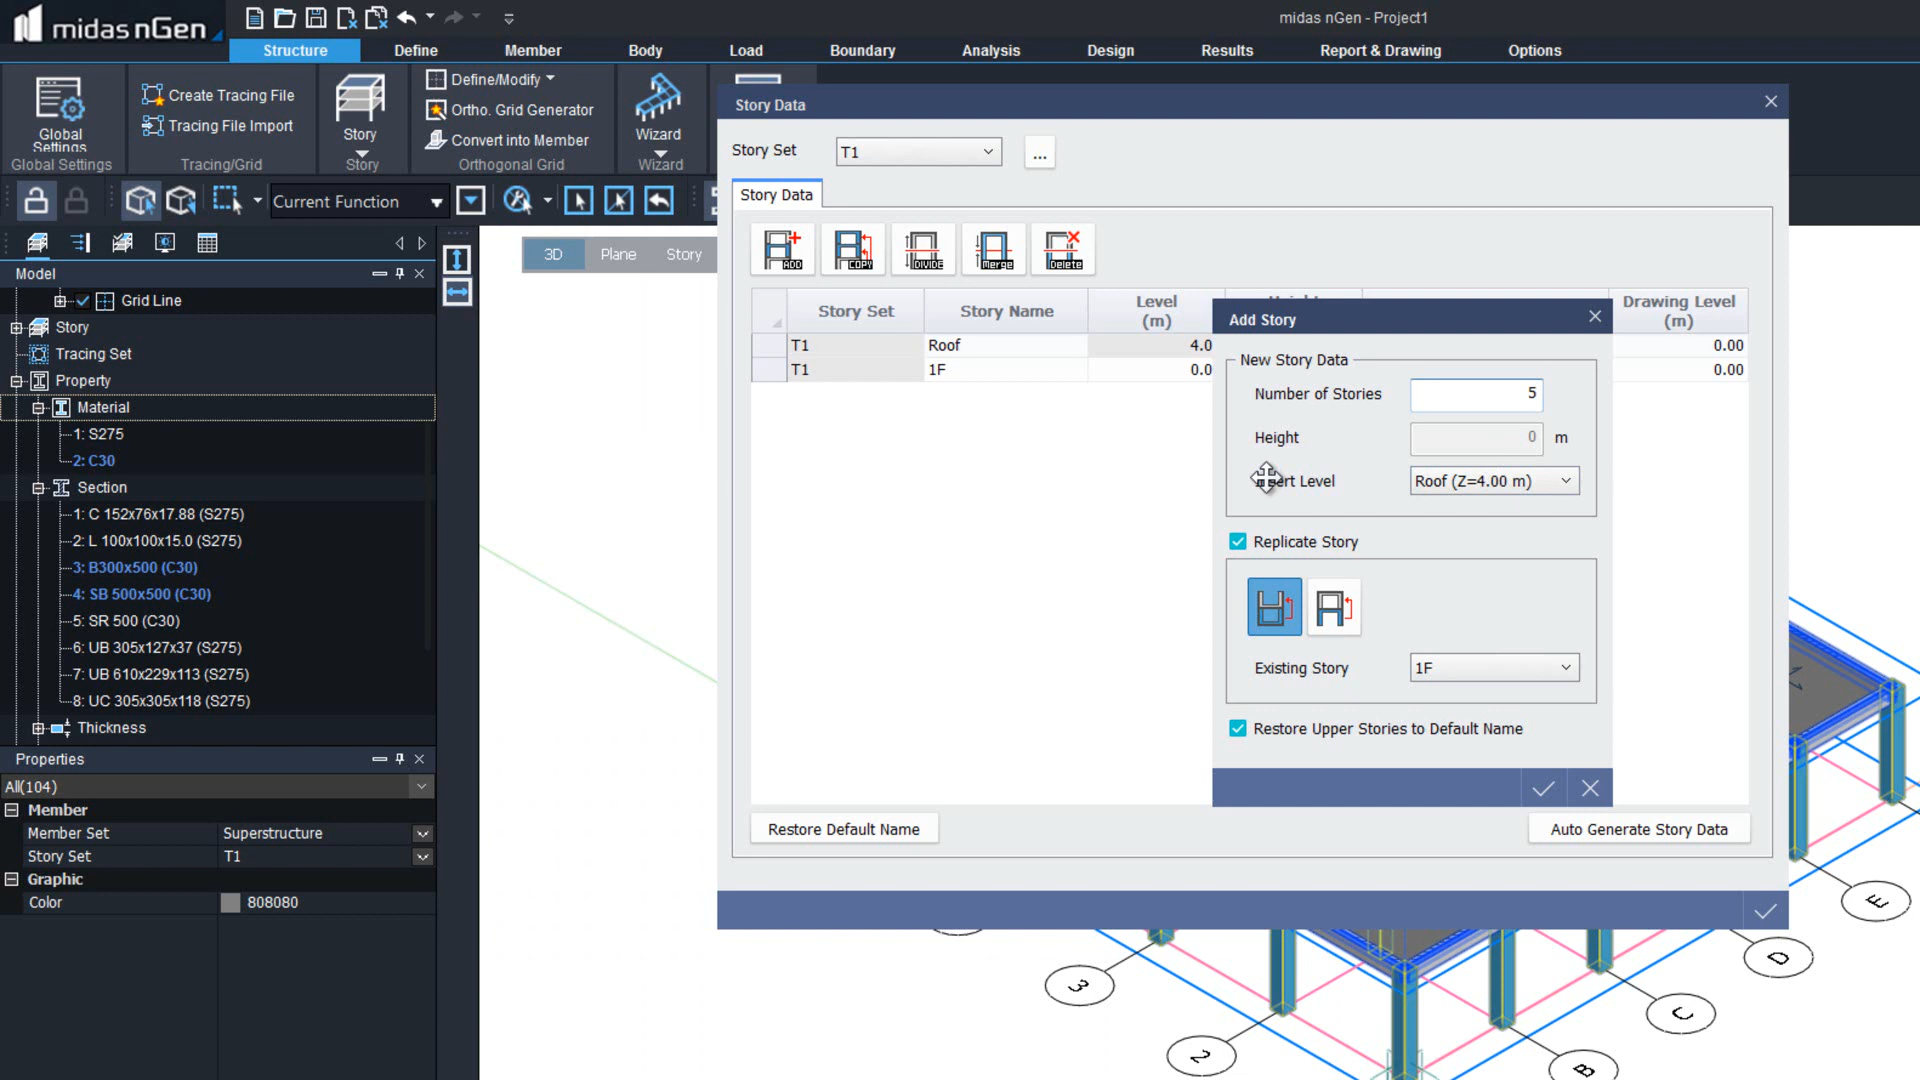 midas nGen
midas nGen - Project1
Structure Define Member Body Load Boundary Analysis Design Results Report & Drawing Options
Global Settings
Create Tracing File
Tracing File Import
Story
Define/Modify
Ortho. Grid Generator
Convert into Member
Wizard
Global Settings Tracing/Grid Story Orthogonal Grid Wizard
Current Function
Model
Grid Line
Story
Tracing Set
Property
Material
1: S275
2: C30
Section
1: C 152x76x17.88 (S275)
2: L 100x100x15.0 (S275)
3: B300x500 (C30)
4: SB 500x500 (C30)
5: SR 500 (C30)
6: UB 305x127x37 (S275)
7: UB 610x229x113 (S275)
8: UC 305x305x118 (S275)
Thickness
Properties
All(104)
Member
Member Set Superstructure
Story Set T1
Graphic
Color 808080
3D Plane Story
Story Data
Story Set T1 ...
Story Data
ADD COPY DIVIDE Merge Delete
Story Set Story Name Level (m) Drawing Level (m)
T1 Roof 4.0 0.00
T1 1F 0.0 0.00
Add Story
New Story Data
Number of Stories 5
Height 0 m
ert Level Roof (Z=4.00 m)
Replicate Story
Existing Story 1F
Restore Upper Stories to Default Name
Restore Default Name
Auto Generate Story Data
3
2
B
C
D
E